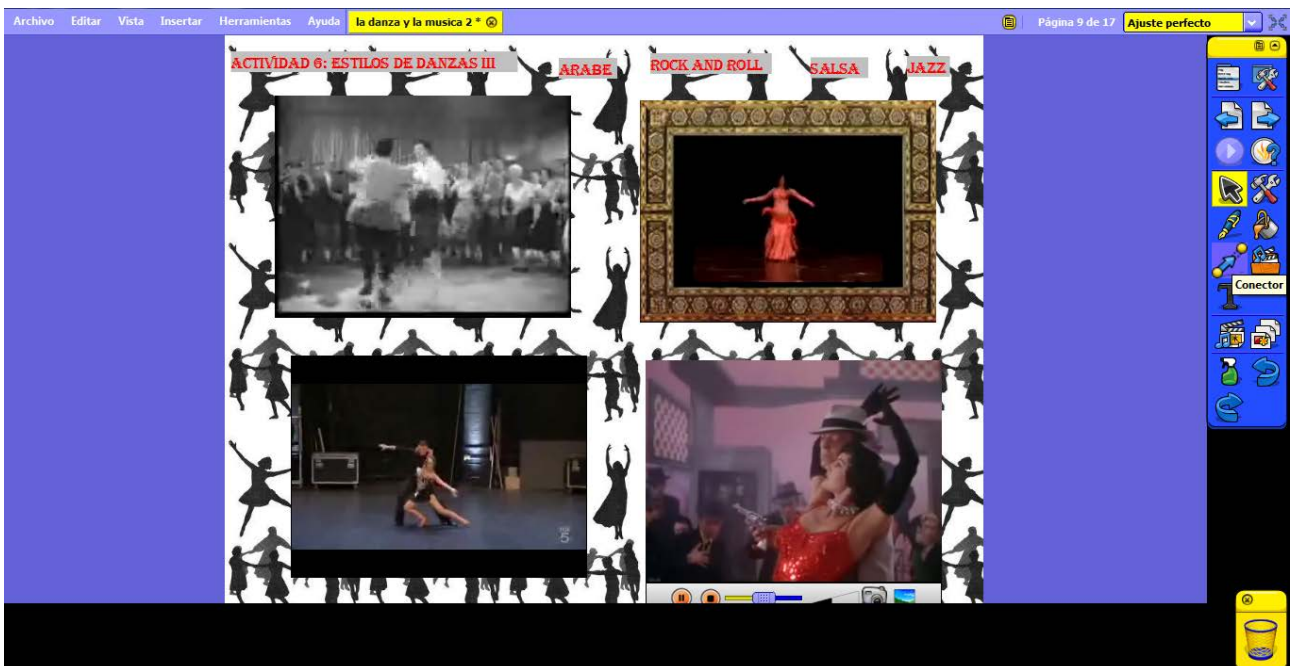 Archivo Editar Vista Insertar Herramientas Ayuda la danza y la musica 2 * Página 9 de 17 Ajuste perfecto
ACTIVIDAD 6: ESTILOS DE DANZAS III ARABE ROCK AND ROLL SALSA JAZZ
Conector
5